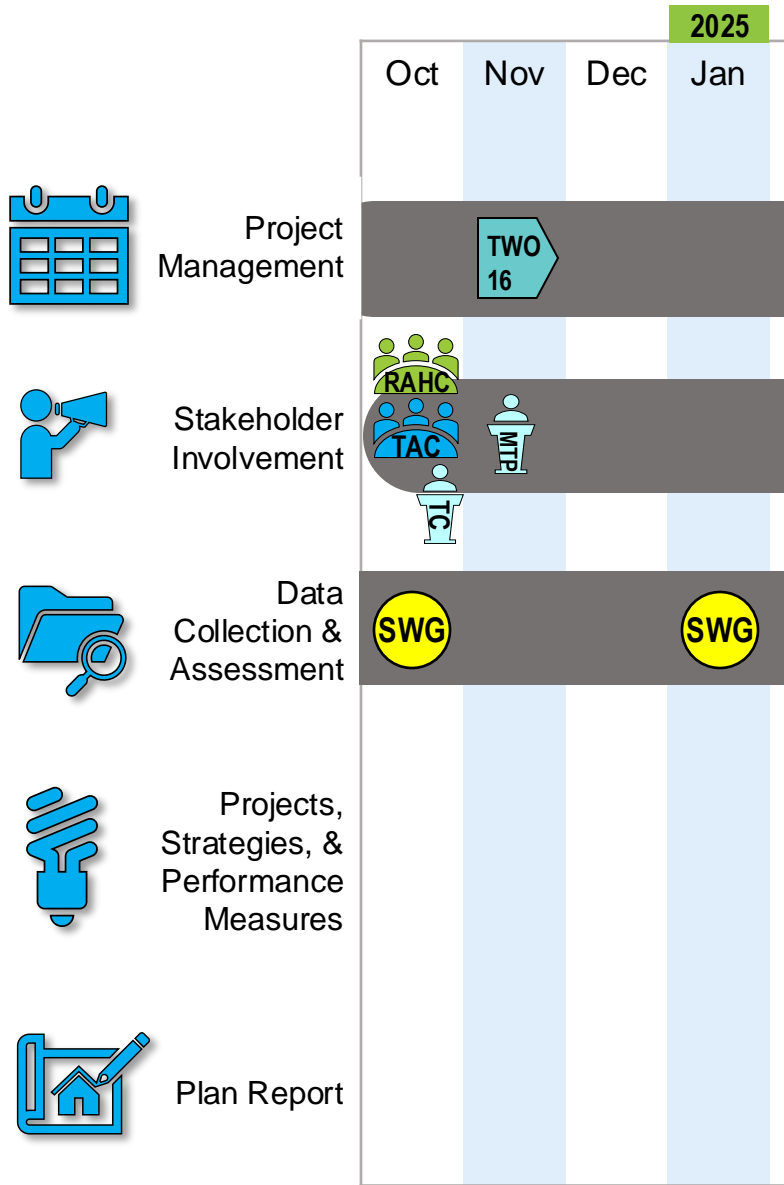 2025
Oct Nov Dec Jan
Project
Management
TWO
16
RAHC
Stakeholder
Involvement
TAC
MTP
TC
Data
Collection &
Assessment
SWG
SWG
Projects,
Strategies, &
Performance
Measures
Plan Report